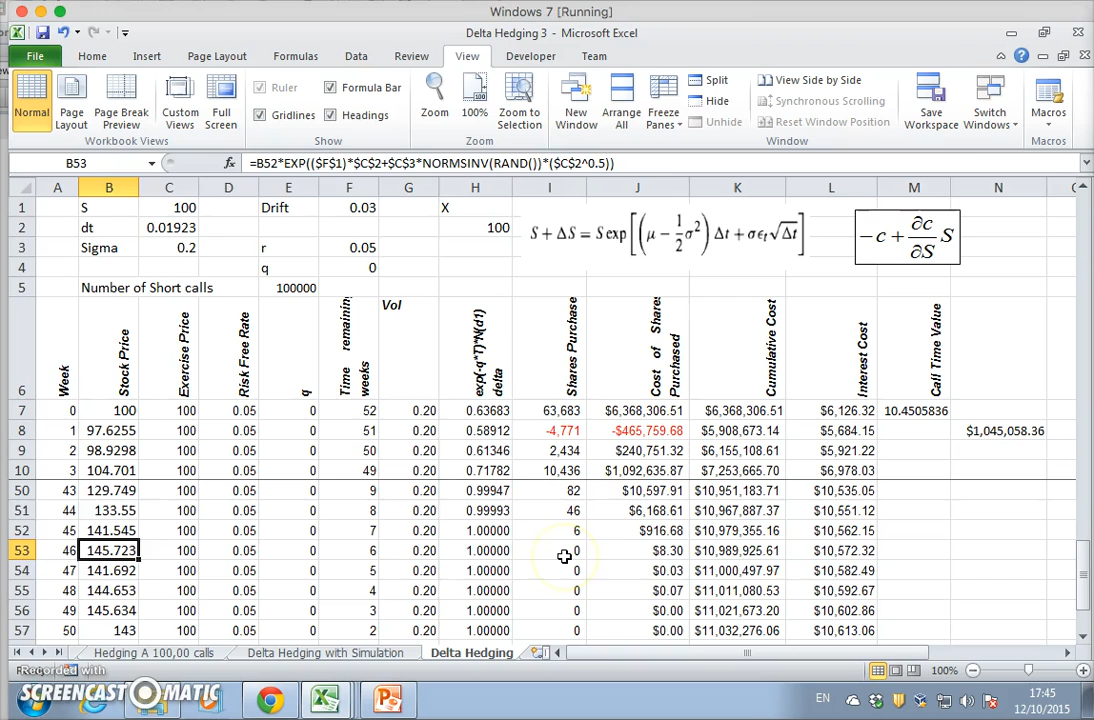 Windows 7 [Running]
Delta Hedging 3 - Microsoft Excel
File Home Insert Page Layout Formulas Data Review View Developer Team
Normal Page Layout Page Break Preview Custom Views Full Screen
Ruler Formula Bar
Gridlines Headings
Zoom 100% Zoom to Selection
New Window Arrange All Freeze Panes
Split Hide Unhide
View Side by Side
Synchronous Scrolling
Reset Window Position
Save Workspace Switch Windows Macros
Workbook Views Show Zoom Window Macros
B53 fx =B52*EXP(($F$1)*$C$2+$C$3*NORMSINV(RAND())*($C$2^0.5))
A B C D E F G H I J K L M N
1 S 100 Drift 0.03 X
2 dt 0.01923 100
3 Sigma 0.2 r 0.05
4 q 0
5 Number of Short calls 100000
S + ΔS = S exp[(μ − 1/2 σ²) Δt + σϵt√Δt]
−c + ∂c/∂S S
6 Week Stock Price Exercise Price Risk Free Rate q Time remaining weeks Vol exp(-q*T)*N(d1) delta Shares Purchase Cost of Shares Purchased Cumulative Cost Interest Cost Call Time Value
7 0 100 100 0.05 0 52 0.20 0.63683 63,683 $6,368,306.51 $6,368,306.51 $6,126.32 10.4505836
8 1 97.6255 100 0.05 0 51 0.20 0.58912 -4,771 -$465,759.68 $5,908,673.14 $5,684.15 $1,045,058.36
9 2 98.9298 100 0.05 0 50 0.20 0.61346 2,434 $240,751.32 $6,155,108.61 $5,921.22
10 3 104.701 100 0.05 0 49 0.20 0.71782 10,436 $1,092,635.87 $7,253,665.70 $6,978.03
50 43 129.749 100 0.05 0 9 0.20 0.99947 82 $10,597.91 $10,951,183.71 $10,535.05
51 44 133.55 100 0.05 0 8 0.20 0.99993 46 $6,168.61 $10,967,887.37 $10,551.12
52 45 141.545 100 0.05 0 7 0.20 1.00000 6 $916.68 $10,979,355.16 $10,562.15
53 46 145.723 100 0.05 0 6 0.20 1.00000 0 $8.30 $10,989,925.61 $10,572.32
54 47 141.692 100 0.05 0 5 0.20 1.00000 0 $0.03 $11,000,497.97 $10,582.49
55 48 144.653 100 0.05 0 4 0.20 1.00000 0 $0.07 $11,011,080.53 $10,592.67
56 49 145.634 100 0.05 0 3 0.20 1.00000 0 $0.00 $11,021,673.20 $10,602.86
57 50 143 100 0.05 0 2 0.20 1.00000 0 $0.00 $11,032,276.06 $10,613.06
Hedging A 100,00 calls Delta Hedging with Simulation Delta Hedging
Recorded with 100%
SCREENCAST-O-MATIC
EN 17:45
12/10/2015